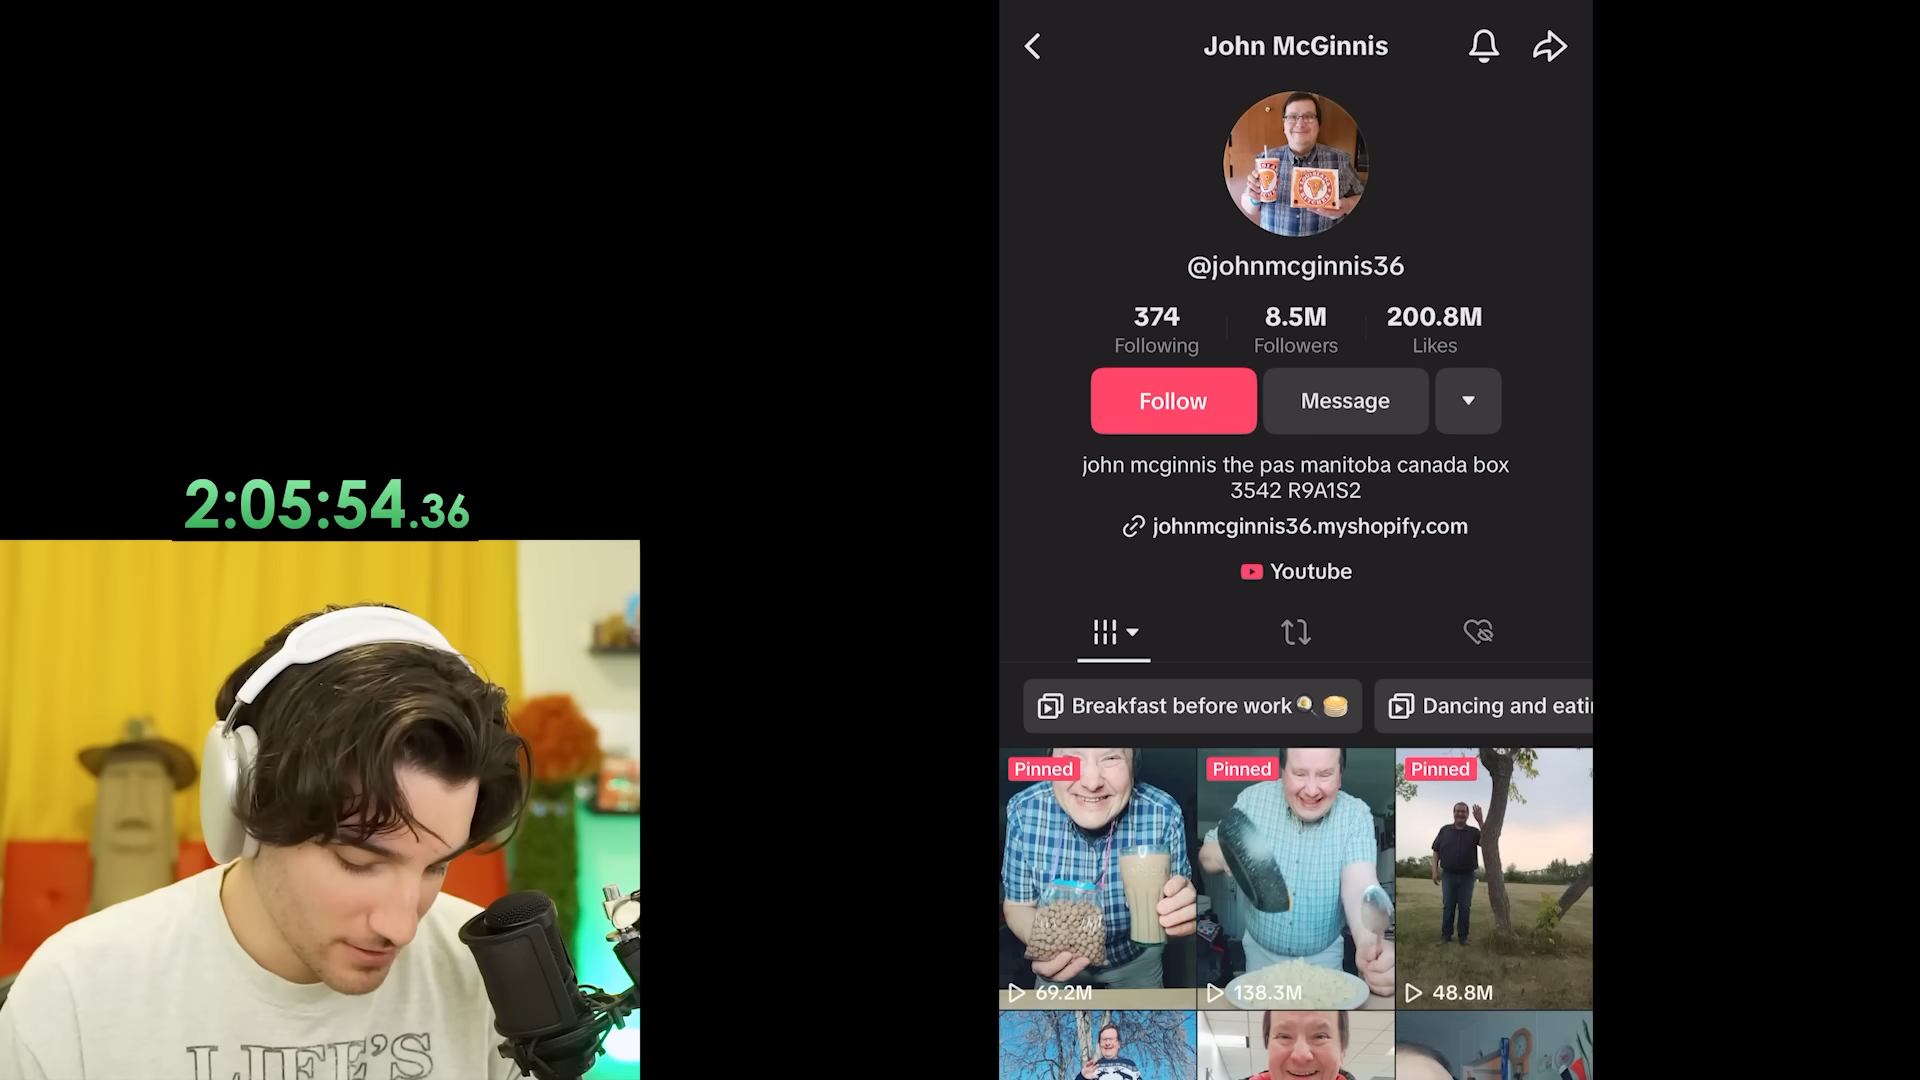 John McGinnis
@johnmcginnis36
374
Following
8.5M
Followers
200.8M
Likes
Follow
Message
john mcginnis the pas manitoba canada box
3542 R9A1S2
johnmcginnis36.myshopify.com
Youtube
Breakfast before work
Dancing and eati
Pinned
Pinned
Pinned
69.2M
138.3M
48.8M
2:05:54.36
LIFE'S